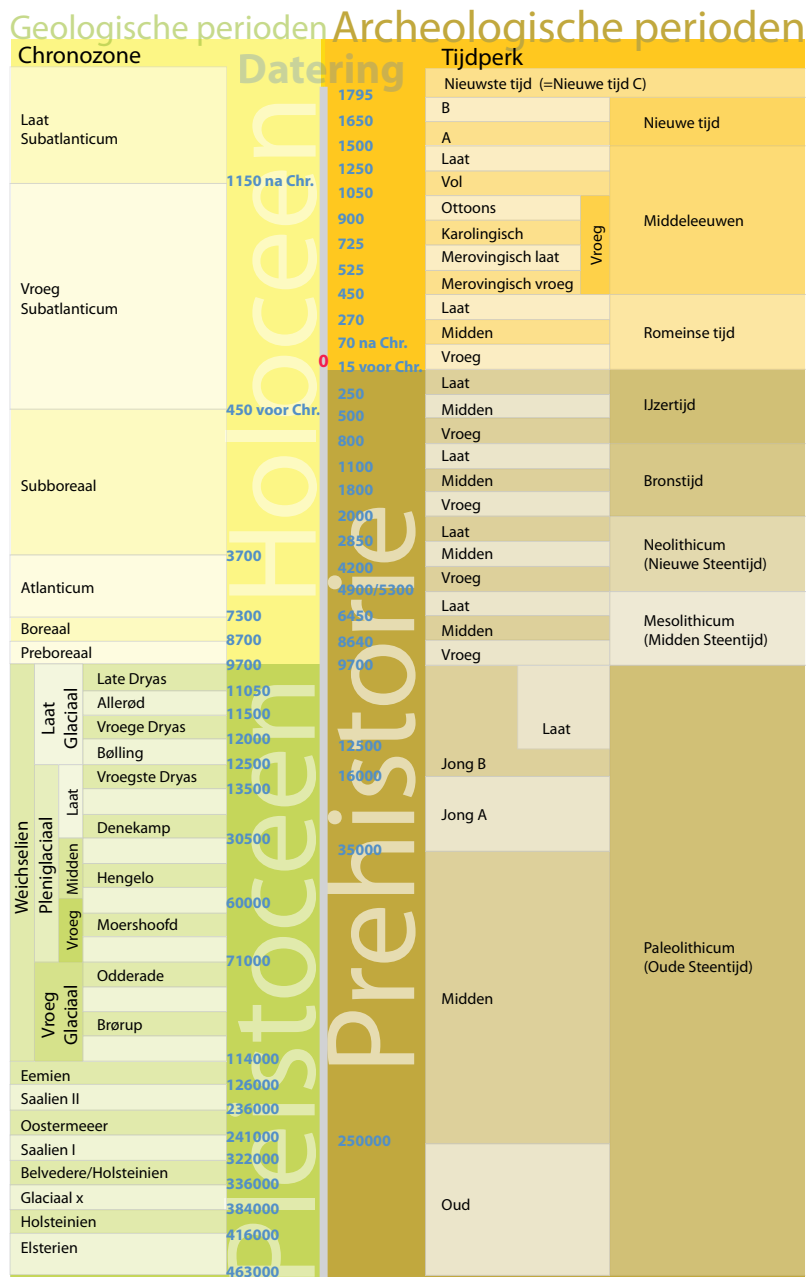 Geologische perioden
Archeologische perioden
Chronozone
Datering
Tijdperk
Holoceen
Pleistoceen
Prehistorie
Laat
Subatlanticum
1150 na Chr.
Vroeg
Subatlanticum
450 voor Chr.
Subboreaal
3700
Atlanticum
7300
Boreaal
8700
Preboreaal
9700
Weichselien
Laat
Glaciaal
Late Dryas
11050
Allerød
11500
Vroege Dryas
12000
Bølling
12500
Pleniglaciaal
Laat
Vroegste Dryas
13500
Denekamp
30500
Midden
Hengelo
60000
Vroeg
Moershoofd
71000
Vroeg
Glaciaal
Odderade
Brørup
114000
Eemien
126000
Saalien II
236000
Oostermeeer
241000
Saalien I
322000
Belvedere/Holsteinien
336000
Glaciaal x
384000
Holsteinien
416000
Elsterien
463000
Nieuwste tijd (=Nieuwe tijd C)
1795
B
1650
A
1500
Nieuwe tijd
Laat
1250
Vol
1050
Ottoons
900
Karolingisch
725
Merovingisch laat
525
Merovingisch vroeg
450
Vroeg
Middeleeuwen
Laat
270
Midden
70 na Chr.
Vroeg
0
15 voor Chr.
Romeinse tijd
Laat
250
Midden
500
Vroeg
800
IJzertijd
Laat
1100
Midden
1800
Vroeg
2000
Bronstijd
Laat
2850
Midden
4200
Vroeg
4900/5300
Neolithicum
(Nieuwe Steentijd)
Laat
6450
Midden
8640
Vroeg
9700
Mesolithicum
(Midden Steentijd)
Laat
12500
Jong B
16000
Jong A
35000
Midden
250000
Oud
Paleolithicum
(Oude Steentijd)